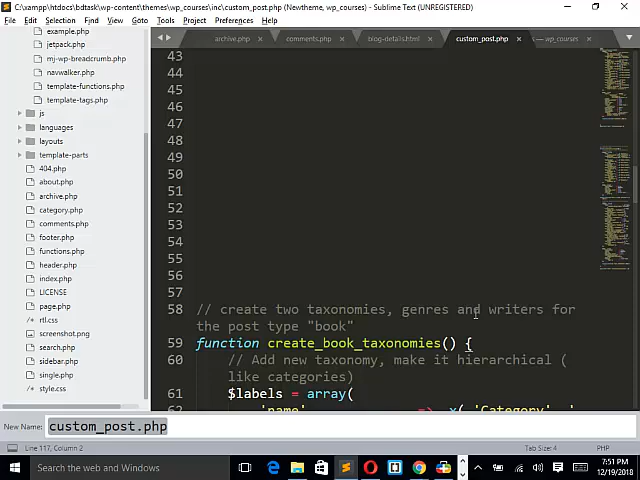 C:\xampp\htdocs\bdtask\wp-content\themes\wp_courses\inc\custom_post.php (Newtheme, wp_courses) - Sublime Text (UNREGISTERED)
File Edit Selection Find View Goto Tools Project Preferences Help
archive.php × comments.php × blog-details.html × custom_post.php × — wp_courses ×
example.php
jetpack.php
mj-wp-breadcrumb.php
navwalker.php
template-functions.php
template-tags.php
js
languages
layouts
template-parts
404.php
about.php
archive.php
category.php
comments.php
footer.php
functions.php
header.php
index.php
LICENSE
page.php
rtl.css
screenshot.png
search.php
sidebar.php
single.php
style.css
43
44
45
46
47
48
49
50
51
52
53
54
55
56
57
58 // create two taxonomies, genres and writers for
the post type "book"
59 function create_book_taxonomies() {
60 // Add new taxonomy, make it hierarchical (
like categories)
61 $labels = array(
62 'name' => _x( 'Category',
New Name: custom_post.php
Line 117, Column 2 Tab Size: 4 PHP
Search the web and Windows
7:51 PM
12/19/2018